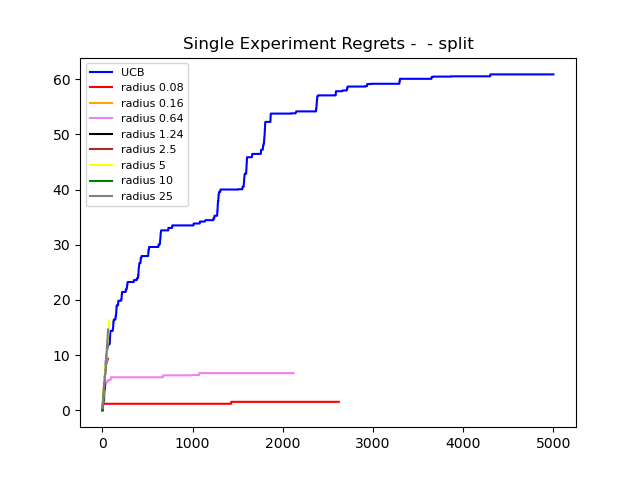 Single Experiment Regrets -  - split
UCB
radius 0.08
radius 0.16
radius 0.64
radius 1.24
radius 2.5
radius 5
radius 10
radius 25
60
50
40
30
20
10
0
0 1000 2000 3000 4000 5000